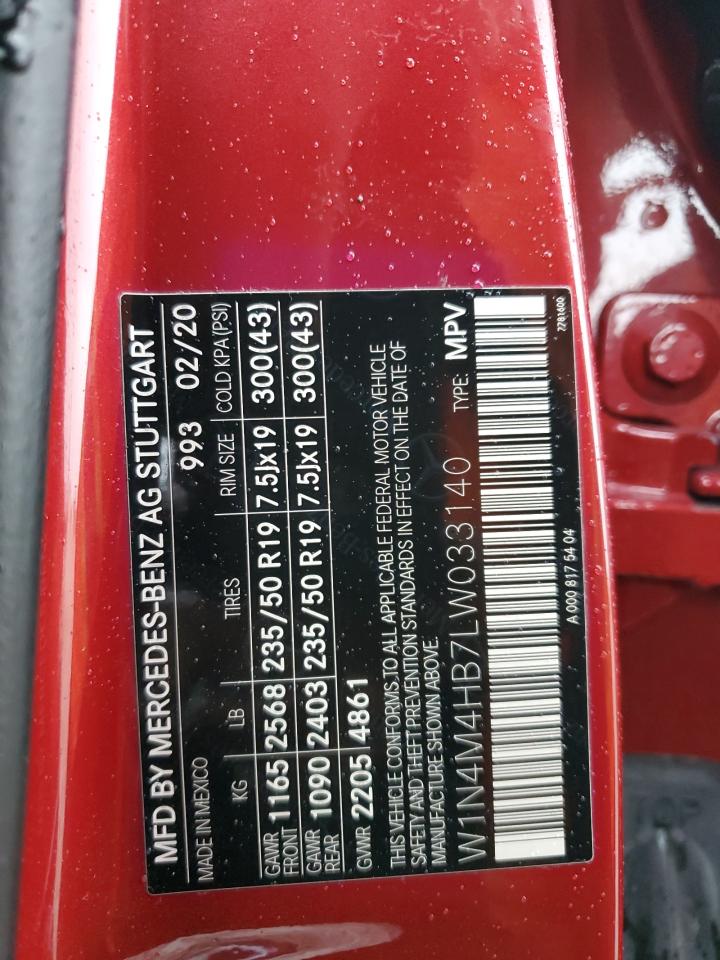 MFD BY MERCEDES-BENZ AG STUTTGART
MADE IN MEXICO 993 02/20
KG LB TIRES RIM SIZE COLD KPA(PSI)
GAWR FRONT 1165 2568 235/50 R19 7.5Jx19 300(43)
GAWR REAR 1090 2403 235/50 R19 7.5Jx19 300(43)
GVWR 2205 4861
THIS VEHICLE CONFORMS TO ALL APPLICABLE FEDERAL MOTOR VEHICLE
SAFETY AND THEFT PREVENTION STANDARDS IN EFFECT ON THE DATE OF
MANUFACTURE SHOWN ABOVE.
W1N4M4HB7LW033140 TYPE: MPV
A 000 817 54 04 7781600